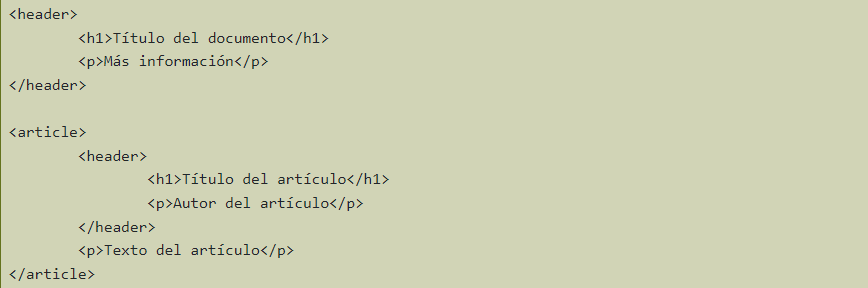 <header>
<h1>Título del documento</h1>
<p>Más información</p>
</header>
<article>
<header>
<h1>Título del artículo</h1>
<p>Autor del artículo</p>
</header>
<p>Texto del artículo</p>
</article>